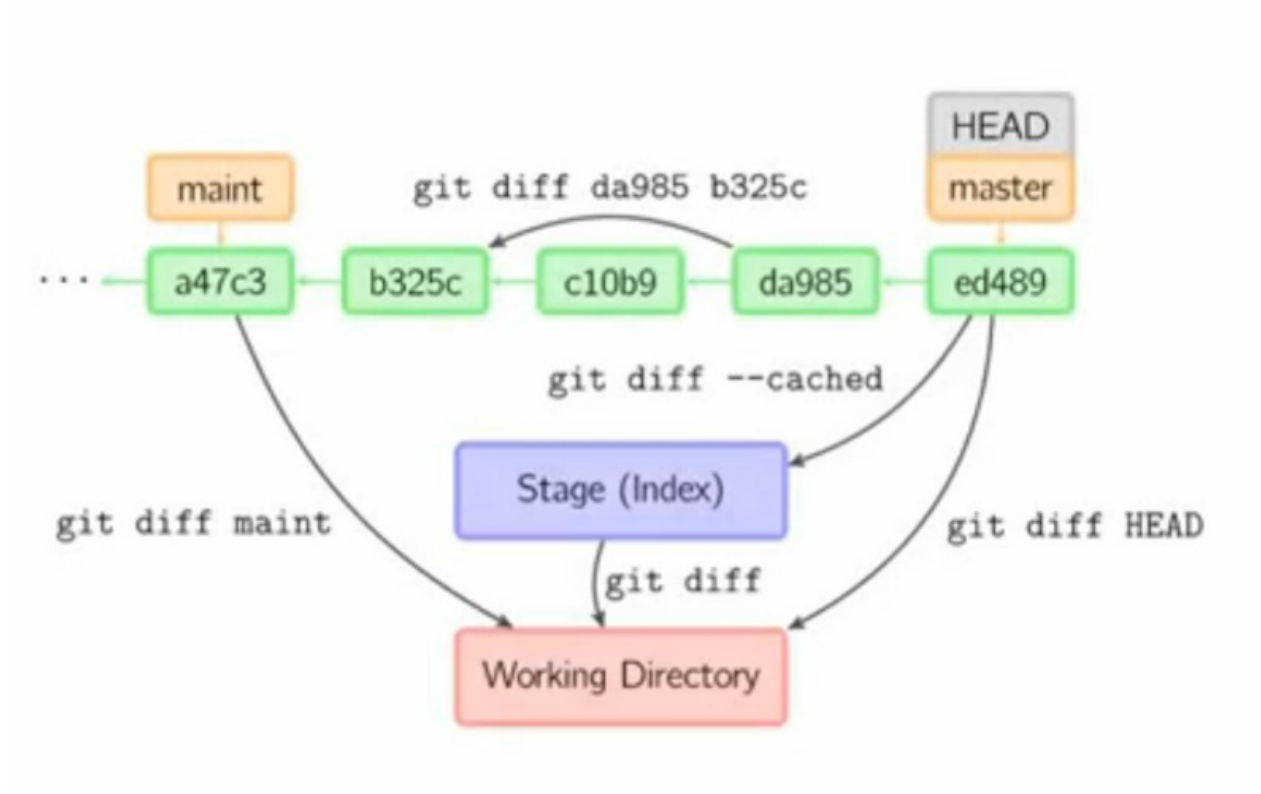 HEAD
maint
git diff da985 b325c
master
... a47c3 b325c c10b9 da985 ed489
git diff --cached
Stage (Index)
git diff maint
git diff HEAD
git diff
Working Directory